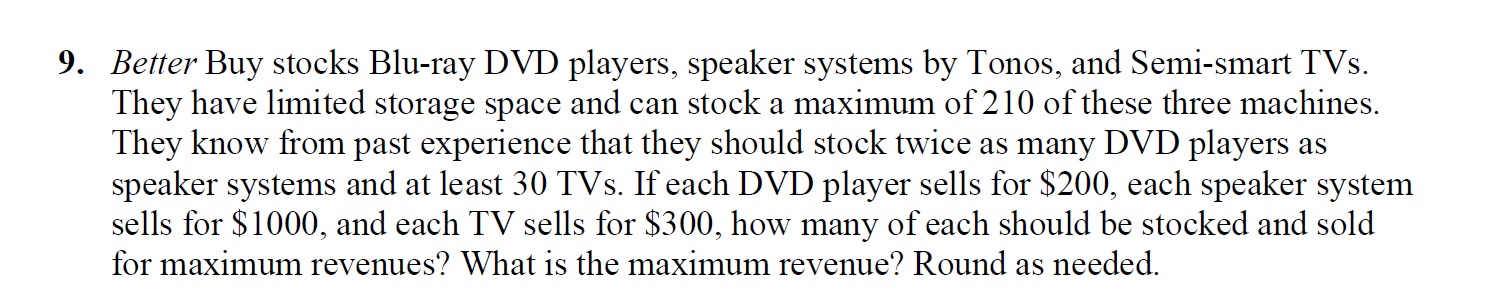 9. Better Buy stocks Blu-ray DVD players, speaker systems by Tonos, and Semi-smart TVs.
They have limited storage space and can stock a maximum of 210 of these three machines.
They know from past experience that they should stock twice as many DVD players as
speaker systems and at least 30 TVs. If each DVD player sells for $200, each speaker system
sells for $1000, and each TV sells for $300, how many of each should be stocked and sold
for maximum revenues? What is the maximum revenue? Round as needed.